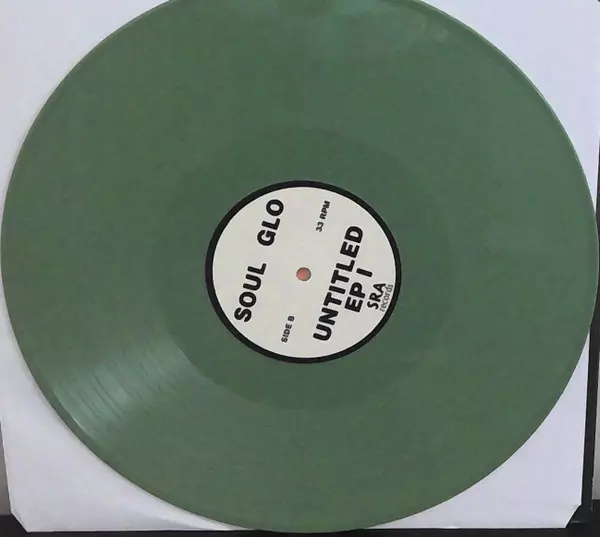 SOUL GLO
SIDE B
33 RPM
UNTITLED
EP I
SRA
records